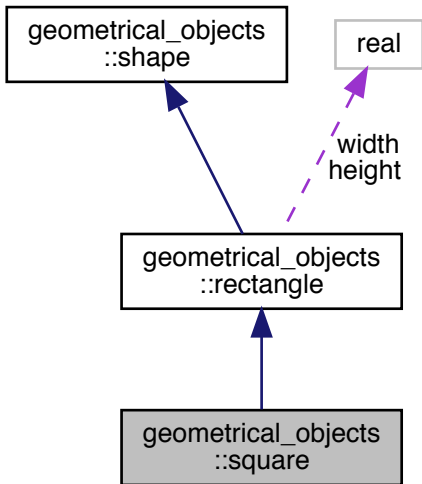 geometrical_objects
::shape
real
width
height
geometrical_objects
::rectangle
geometrical_objects
::square